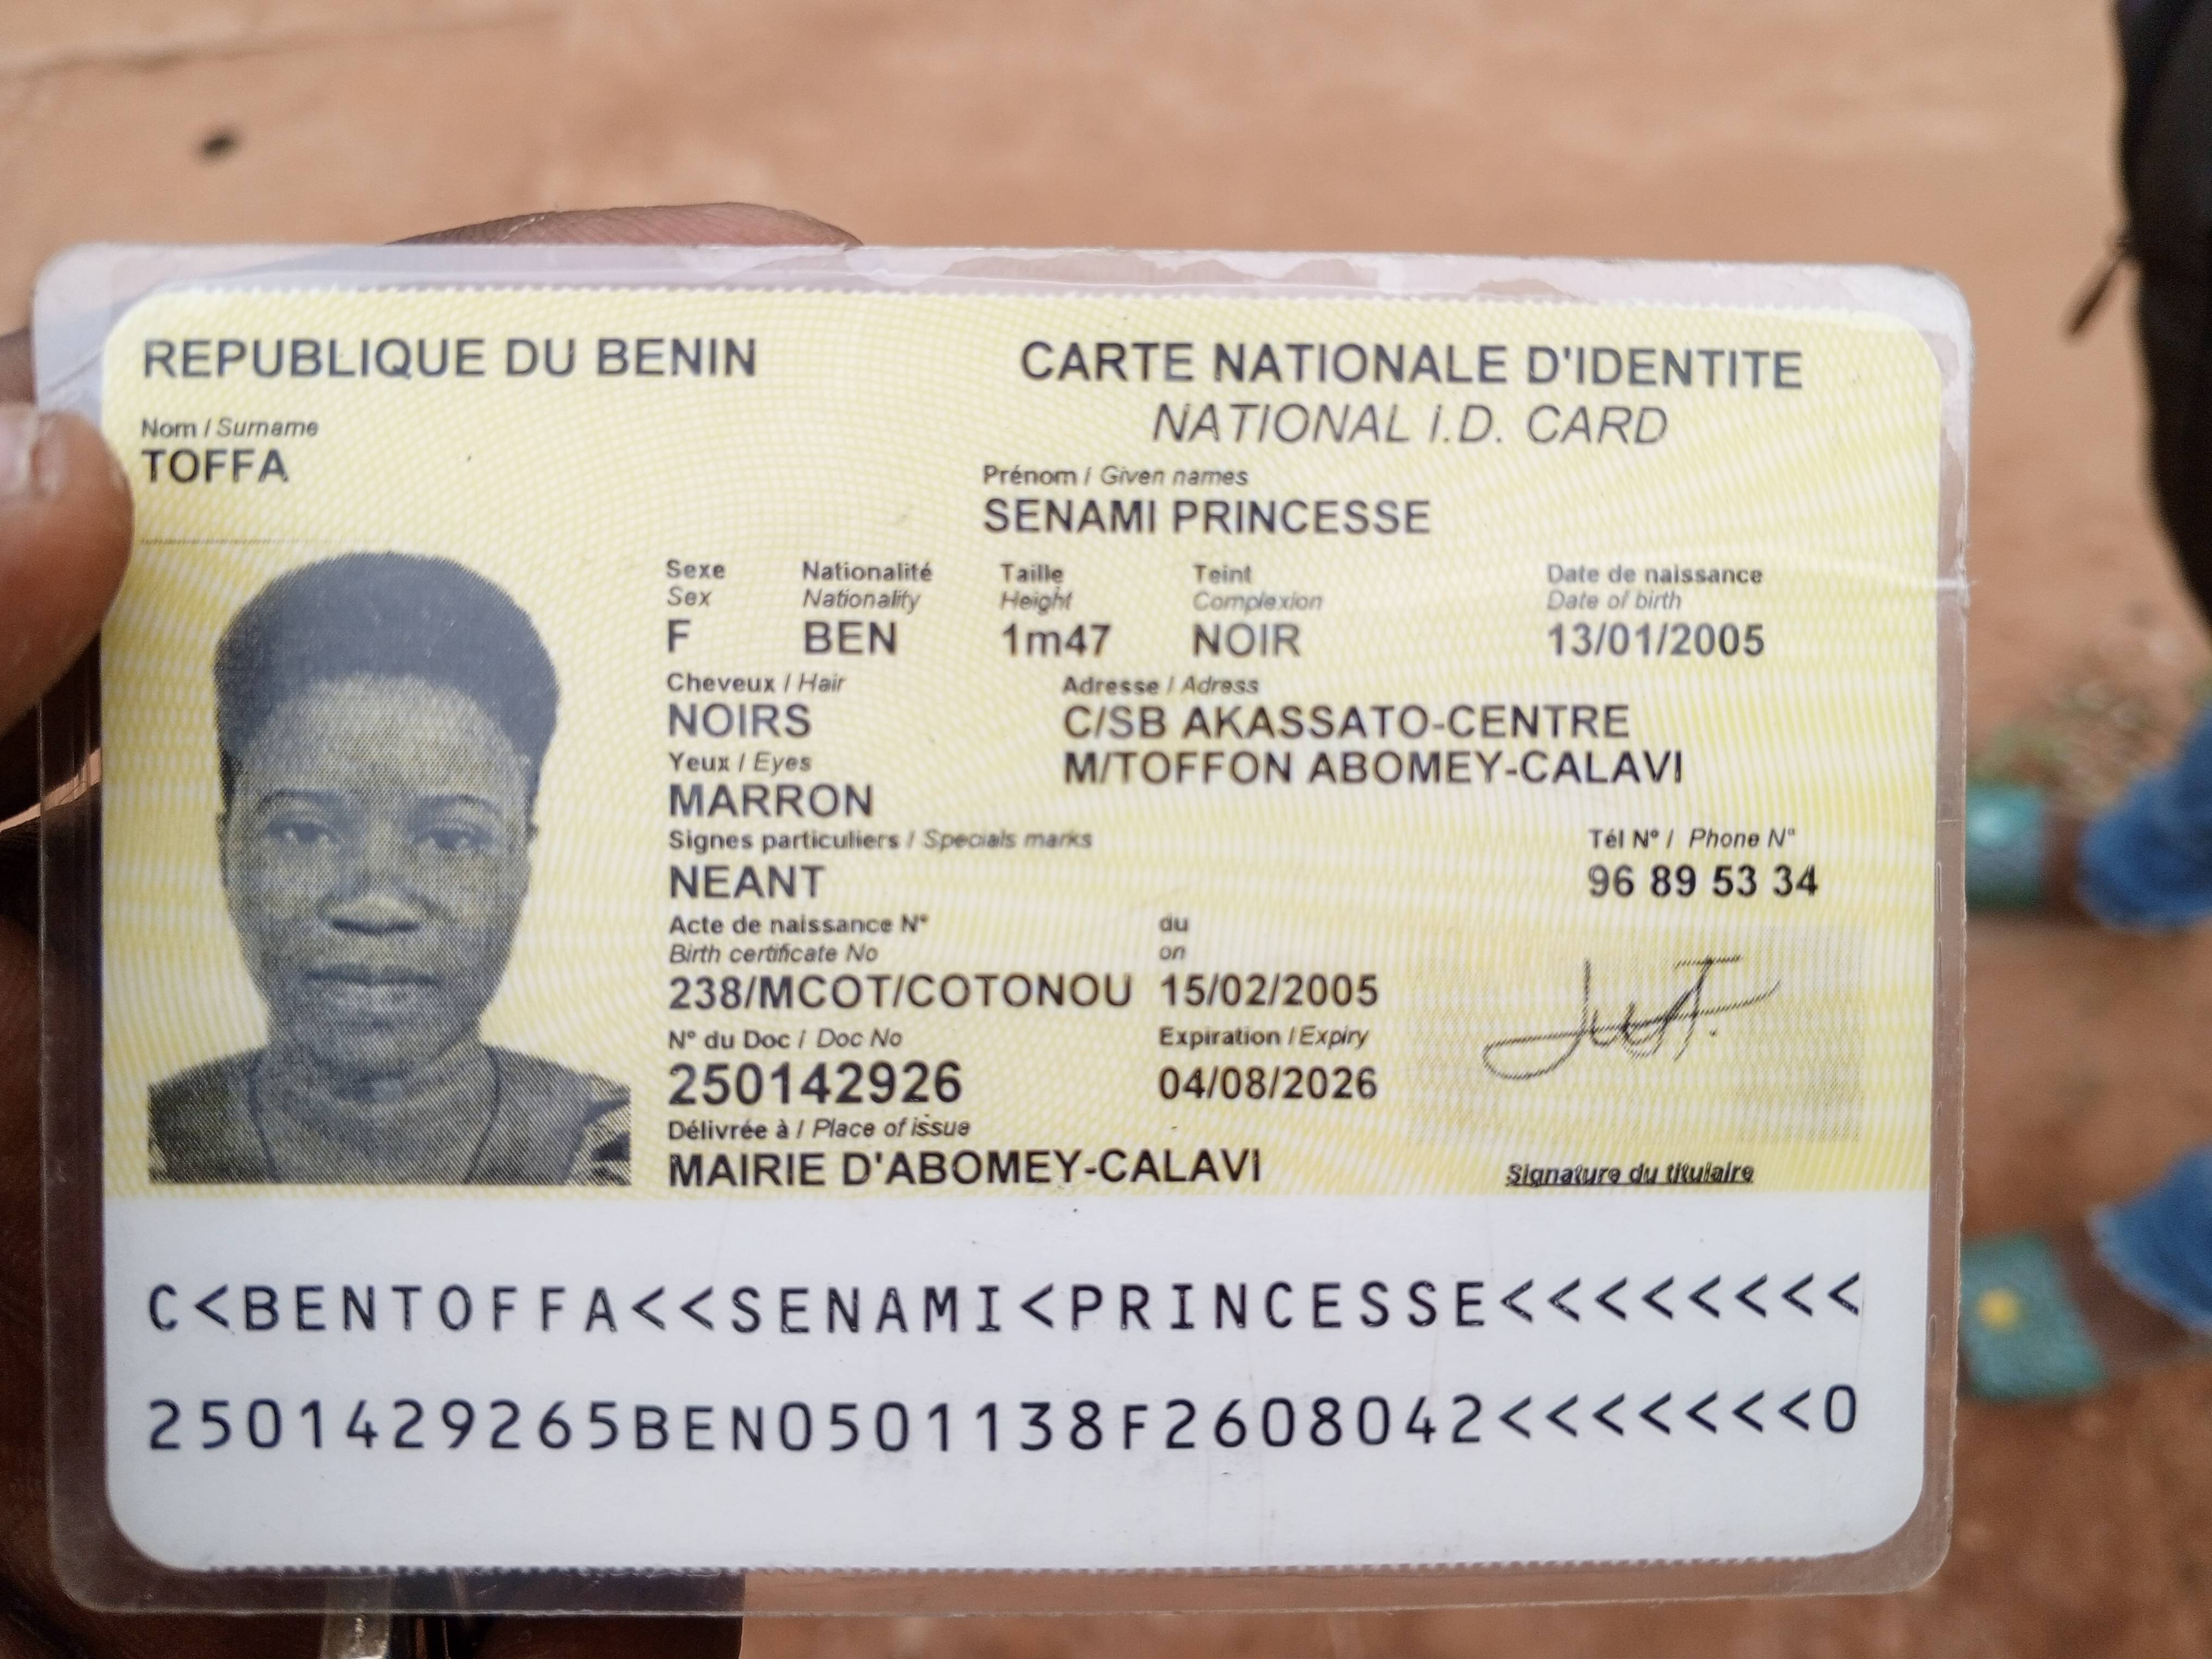 REPUBLIQUE DU BENIN
CARTE NATIONALE D'IDENTITE
NATIONAL I.D. CARD
Nom / Surname
TOFFA
Prénom / Given names
SENAMI PRINCESSE
Sexe Nationalité Taille Teint Date de naissance
Sex Nationality Height Complexion Date of birth
F BEN 1m47 NOIR 13/01/2005
Cheveux / Hair Adresse / Adress
NOIRS C/SB AKASSATO-CENTRE
Yeux / Eyes M/TOFFON ABOMEY-CALAVI
MARRON
Signes particuliers / Specials marks Tél N° / Phone N°
NEANT 96 89 53 34
Acte de naissance N° du
Birth certificate No on
238/MCOT/COTONOU 15/02/2005
N° du Doc / Doc No Expiration / Expiry
250142926 04/08/2026
Délivrée à / Place of issue
MAIRIE D'ABOMEY-CALAVI Signature du titulaire
C<BENTOFFA<<SENAMI<PRINCESSE<<<<<<<<
2501429265BEN0501138F2608042<<<<<<<0